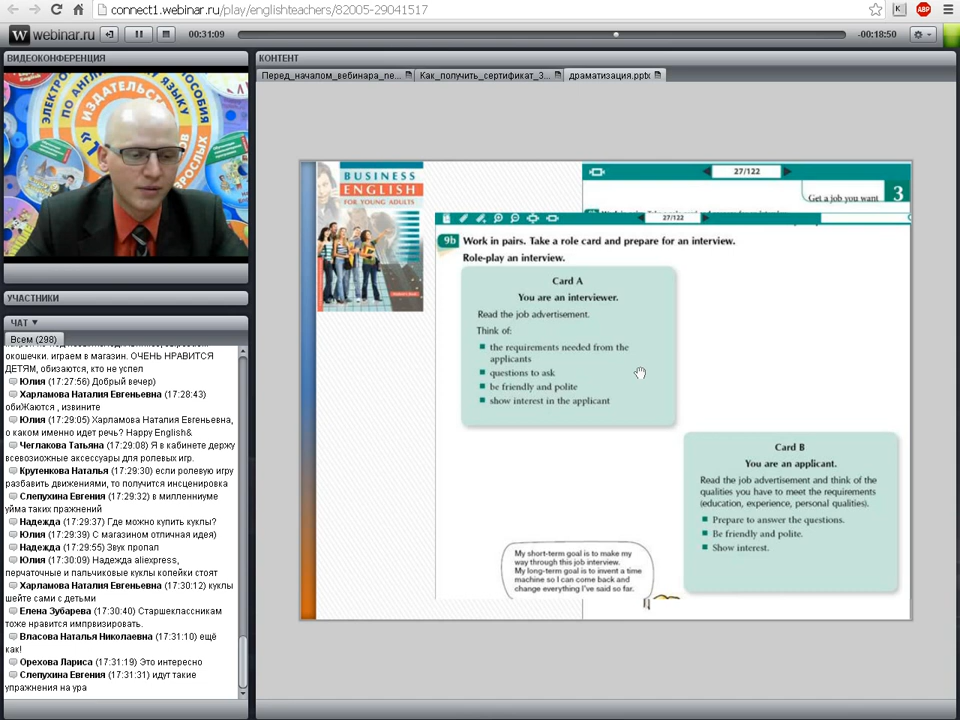 connect1.webinar.ru/play/englishteachers/82005-29041517
webinar.ru
00:31:09
-00:18:50
ВИДЕОКОНФЕРЕНЦИЯ
ЭЛЕКТРО
ПОСОБИЯ
ПО АНГЛ
ЯЗЫКУ
ИЗДАТЕЛЬСТВ
УЧАСТНИКИ
ЧАТ
Всем (298)
окошечки. играем в магазин. ОЧЕНЬ НРАВИТСЯ
ДЕТЯМ, обизаются, кто не успел
Юлия (17:27:56) Добрый вечер)
Харламова Наталия Евгеньевна (17:28:43)
обиЖаются , извините
Юлия (17:29:05) Харламова Наталия Евгеньевна,
о каком именно идет речь? Happy English&
Чеглакова Татьяна (17:29:08) Я в кабинете держу
всевозиожные аксессуары для ролевых игр.
Крутенкова Наталья (17:29:30) если ролевую игру
разбавить движениями, то получится инсценировка
Слепухина Евгения (17:29:32) в милленниуме
уйма таких пражнений
Надежда (17:29:37) Где можно купить куклы?
Юлия (17:29:39) С магазином отличная идея)
Надежда (17:29:55) Звук пропал
Юлия (17:30:09) Надежда aliexpress,
перчаточные и пальчиковые куклы копейки стоят
Харламова Наталия Евгеньевна (17:30:12) куклы
шейте сами с детьми
Елена Зубарева (17:30:40) Старшеклассникам
тоже нравится импрвизировать.
Власова Наталья Николаевна (17:31:10) ещё
как!
Орехова Лариса (17:31:19) Это интересно
Слепухина Евгения (17:31:31) идут такие
упражнения на ура
КОНТЕНТ
Перед_началом_вебинара_пе...
Как_получить_сертификат_3...
драматизация.pptx
BUSINESS
ENGLISH
FOR YOUNG ADULTS
27/122
Get a job you want
3
27/122
9b Work in pairs. Take a role card and prepare for an interview.
Role-play an interview.
Card A
You are an interviewer.
Read the job advertisement.
Think of:
the requirements needed from the
applicants
questions to ask
be friendly and polite
show interest in the applicant
Card B
You are an applicant.
Read the job advertisement and think of the
qualities you have to meet the requirements
(education, experience, personal qualities).
Prepare to answer the questions.
Be friendly and polite.
Show interest.
My short-term goal is to make my
way through this job interview.
My long-term goal is to invent a time
machine so I can come back and
change everything I've said so far.